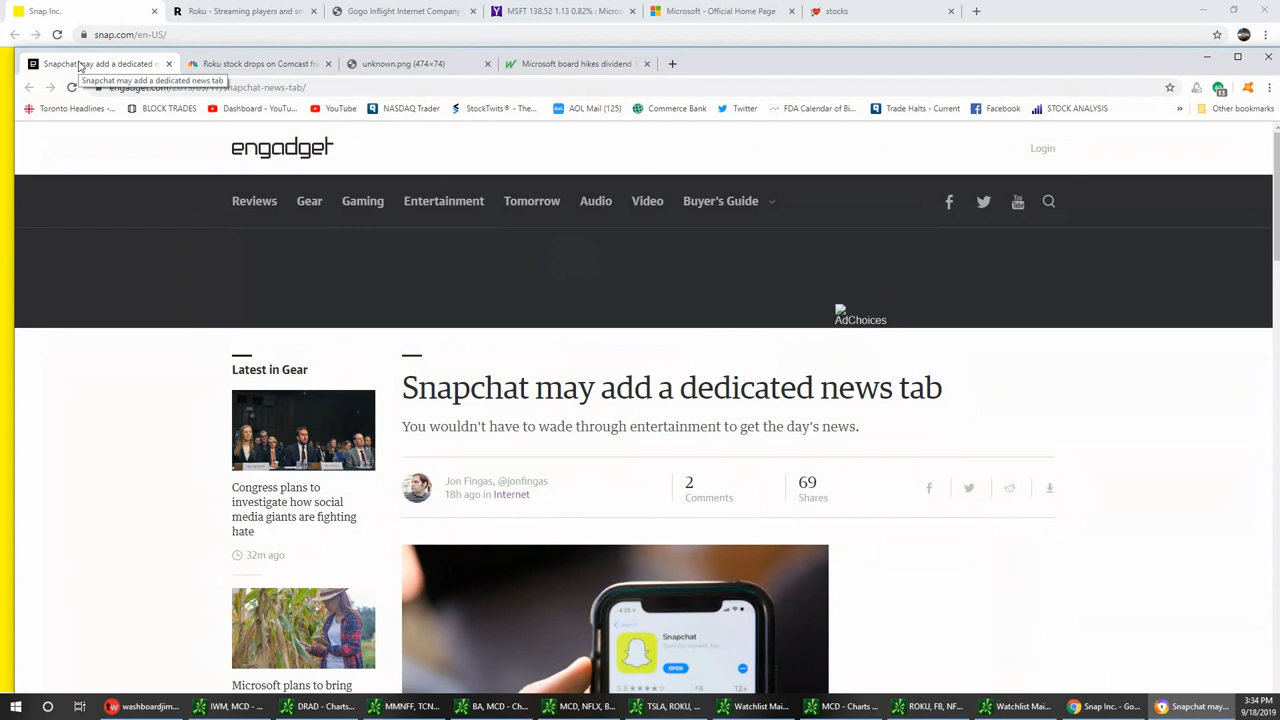 Snap Inc.
Roku - Streaming players and sm
Gogo Inflight Internet Company
MSFT 138.52 1.13 0.82% : Micros
Microsoft - Official Home Page
stocks
snap.com/en-US/
Snapchat may add a dedicated n
Roku stock drops on Comcast fre
unknown.png (474×74)
Microsoft board hikes dividend
Snapchat may add a dedicated news tab
engadget.com/2019/09/17/snapchat-news-tab/
Toronto Headlines -...
BLOCK TRADES
Dashboard - YouTu...
YouTube
NASDAQ Trader
StockTwits® - The...
AOL Mail (125)
Commerce Bank
Twitter
FDA Calendar of Bi...
Trade Halts - Current
Facebook
STOCK ANALYSIS
»
Other bookmarks
engadget
Login
Reviews
Gear
Gaming
Entertainment
Tomorrow
Audio
Video
Buyer's Guide
AdChoices
Latest in Gear
Congress plans to
investigate how social
media giants are fighting
hate
32m ago
Microsoft plans to bring
Snapchat may add a dedicated news tab
You wouldn't have to wade through entertainment to get the day's news.
Jon Fingas, @jonfingas
18h ago in Internet
2
Comments
69
Shares
Snapchat
OPEN
washboardjim...
IWM, MCD - ...
DRAD - Charts...
MMNFF, TCN...
BA, MCD - Ch...
MCD, NFLX, B...
TSLA, ROKU, ...
Watchlist Mai...
MCD - Charts ...
ROKU, FB, NF...
Watchlist Mai...
Snap Inc. - Go...
Snapchat may...
3:34 PM
9/18/2019